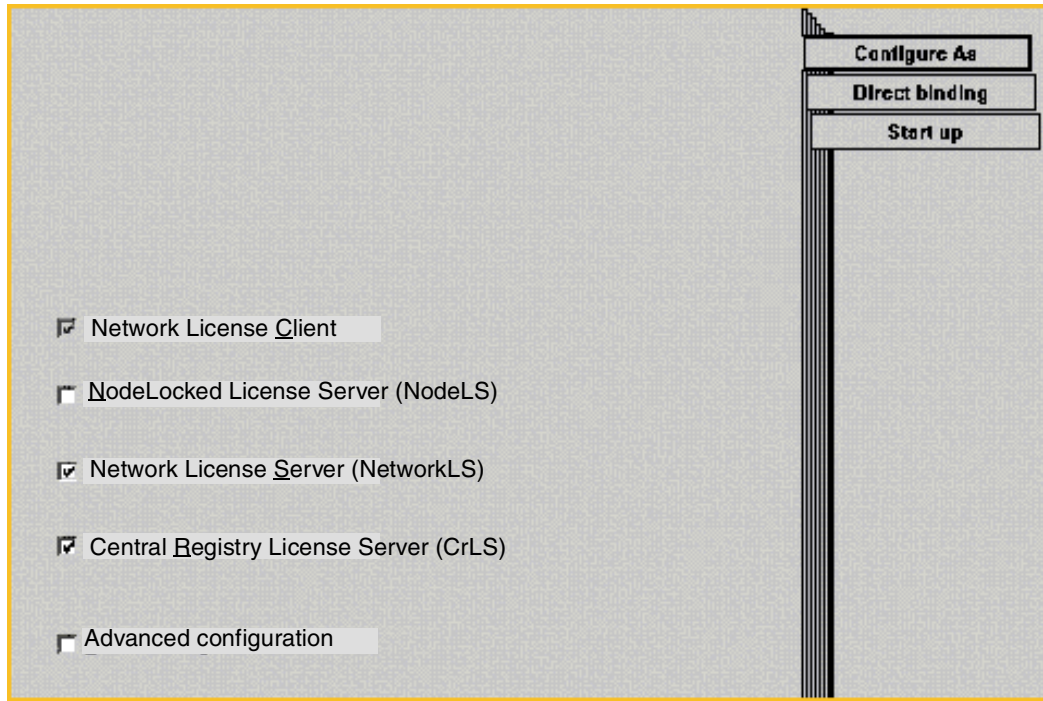 Configure As
Direct binding
Start up
Network License Client
NodeLocked License Server (NodeLS)
Network License Server (NetworkLS)
Central Registry License Server (CrLS)
Advanced configuration